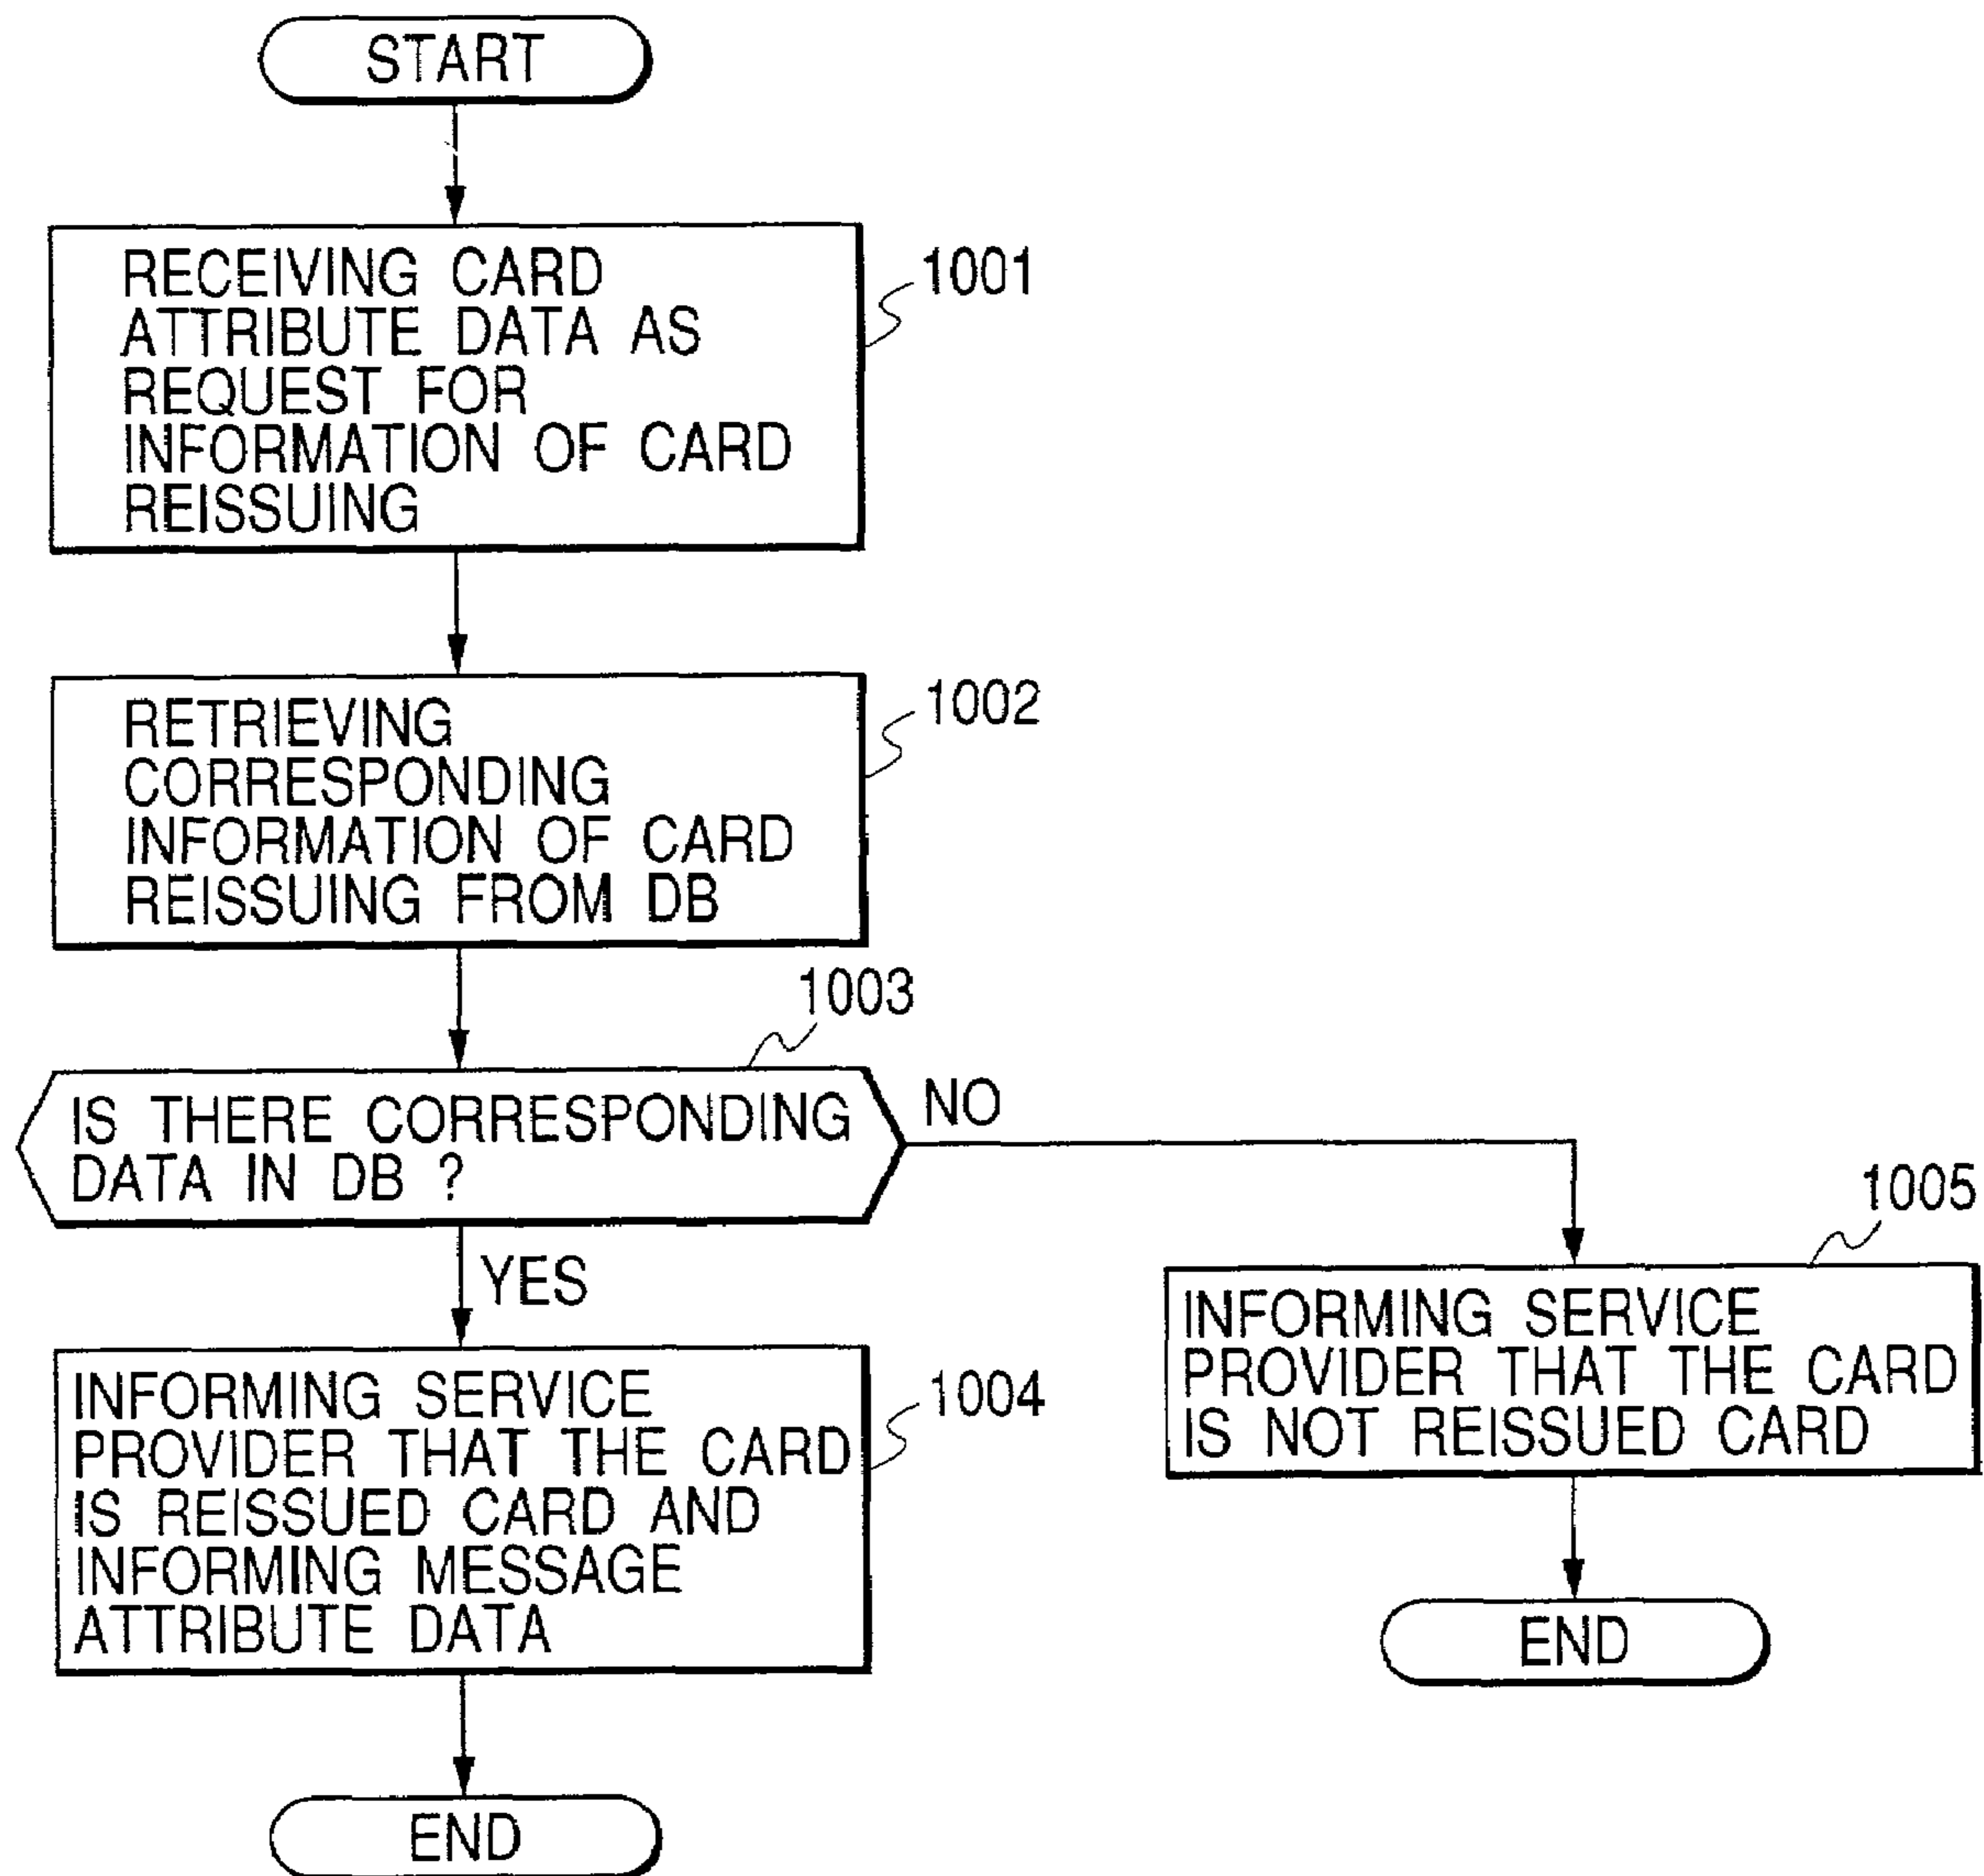 START
RECEIVING CARD
ATTRIBUTE DATA AS
REQUEST FOR
INFORMATION OF CARD
REISSUING
1001
RETRIEVING
CORRESPONDING
INFORMATION OF CARD
REISSUING FROM DB
1002
1003
IS THERE CORRESPONDING
DATA IN DB ?
NO
YES
1005
INFORMING SERVICE
PROVIDER THAT THE CARD
IS NOT REISSUED CARD
END
INFORMING SERVICE
PROVIDER THAT THE CARD
IS REISSUED CARD AND
INFORMING MESSAGE
ATTRIBUTE DATA
1004
END